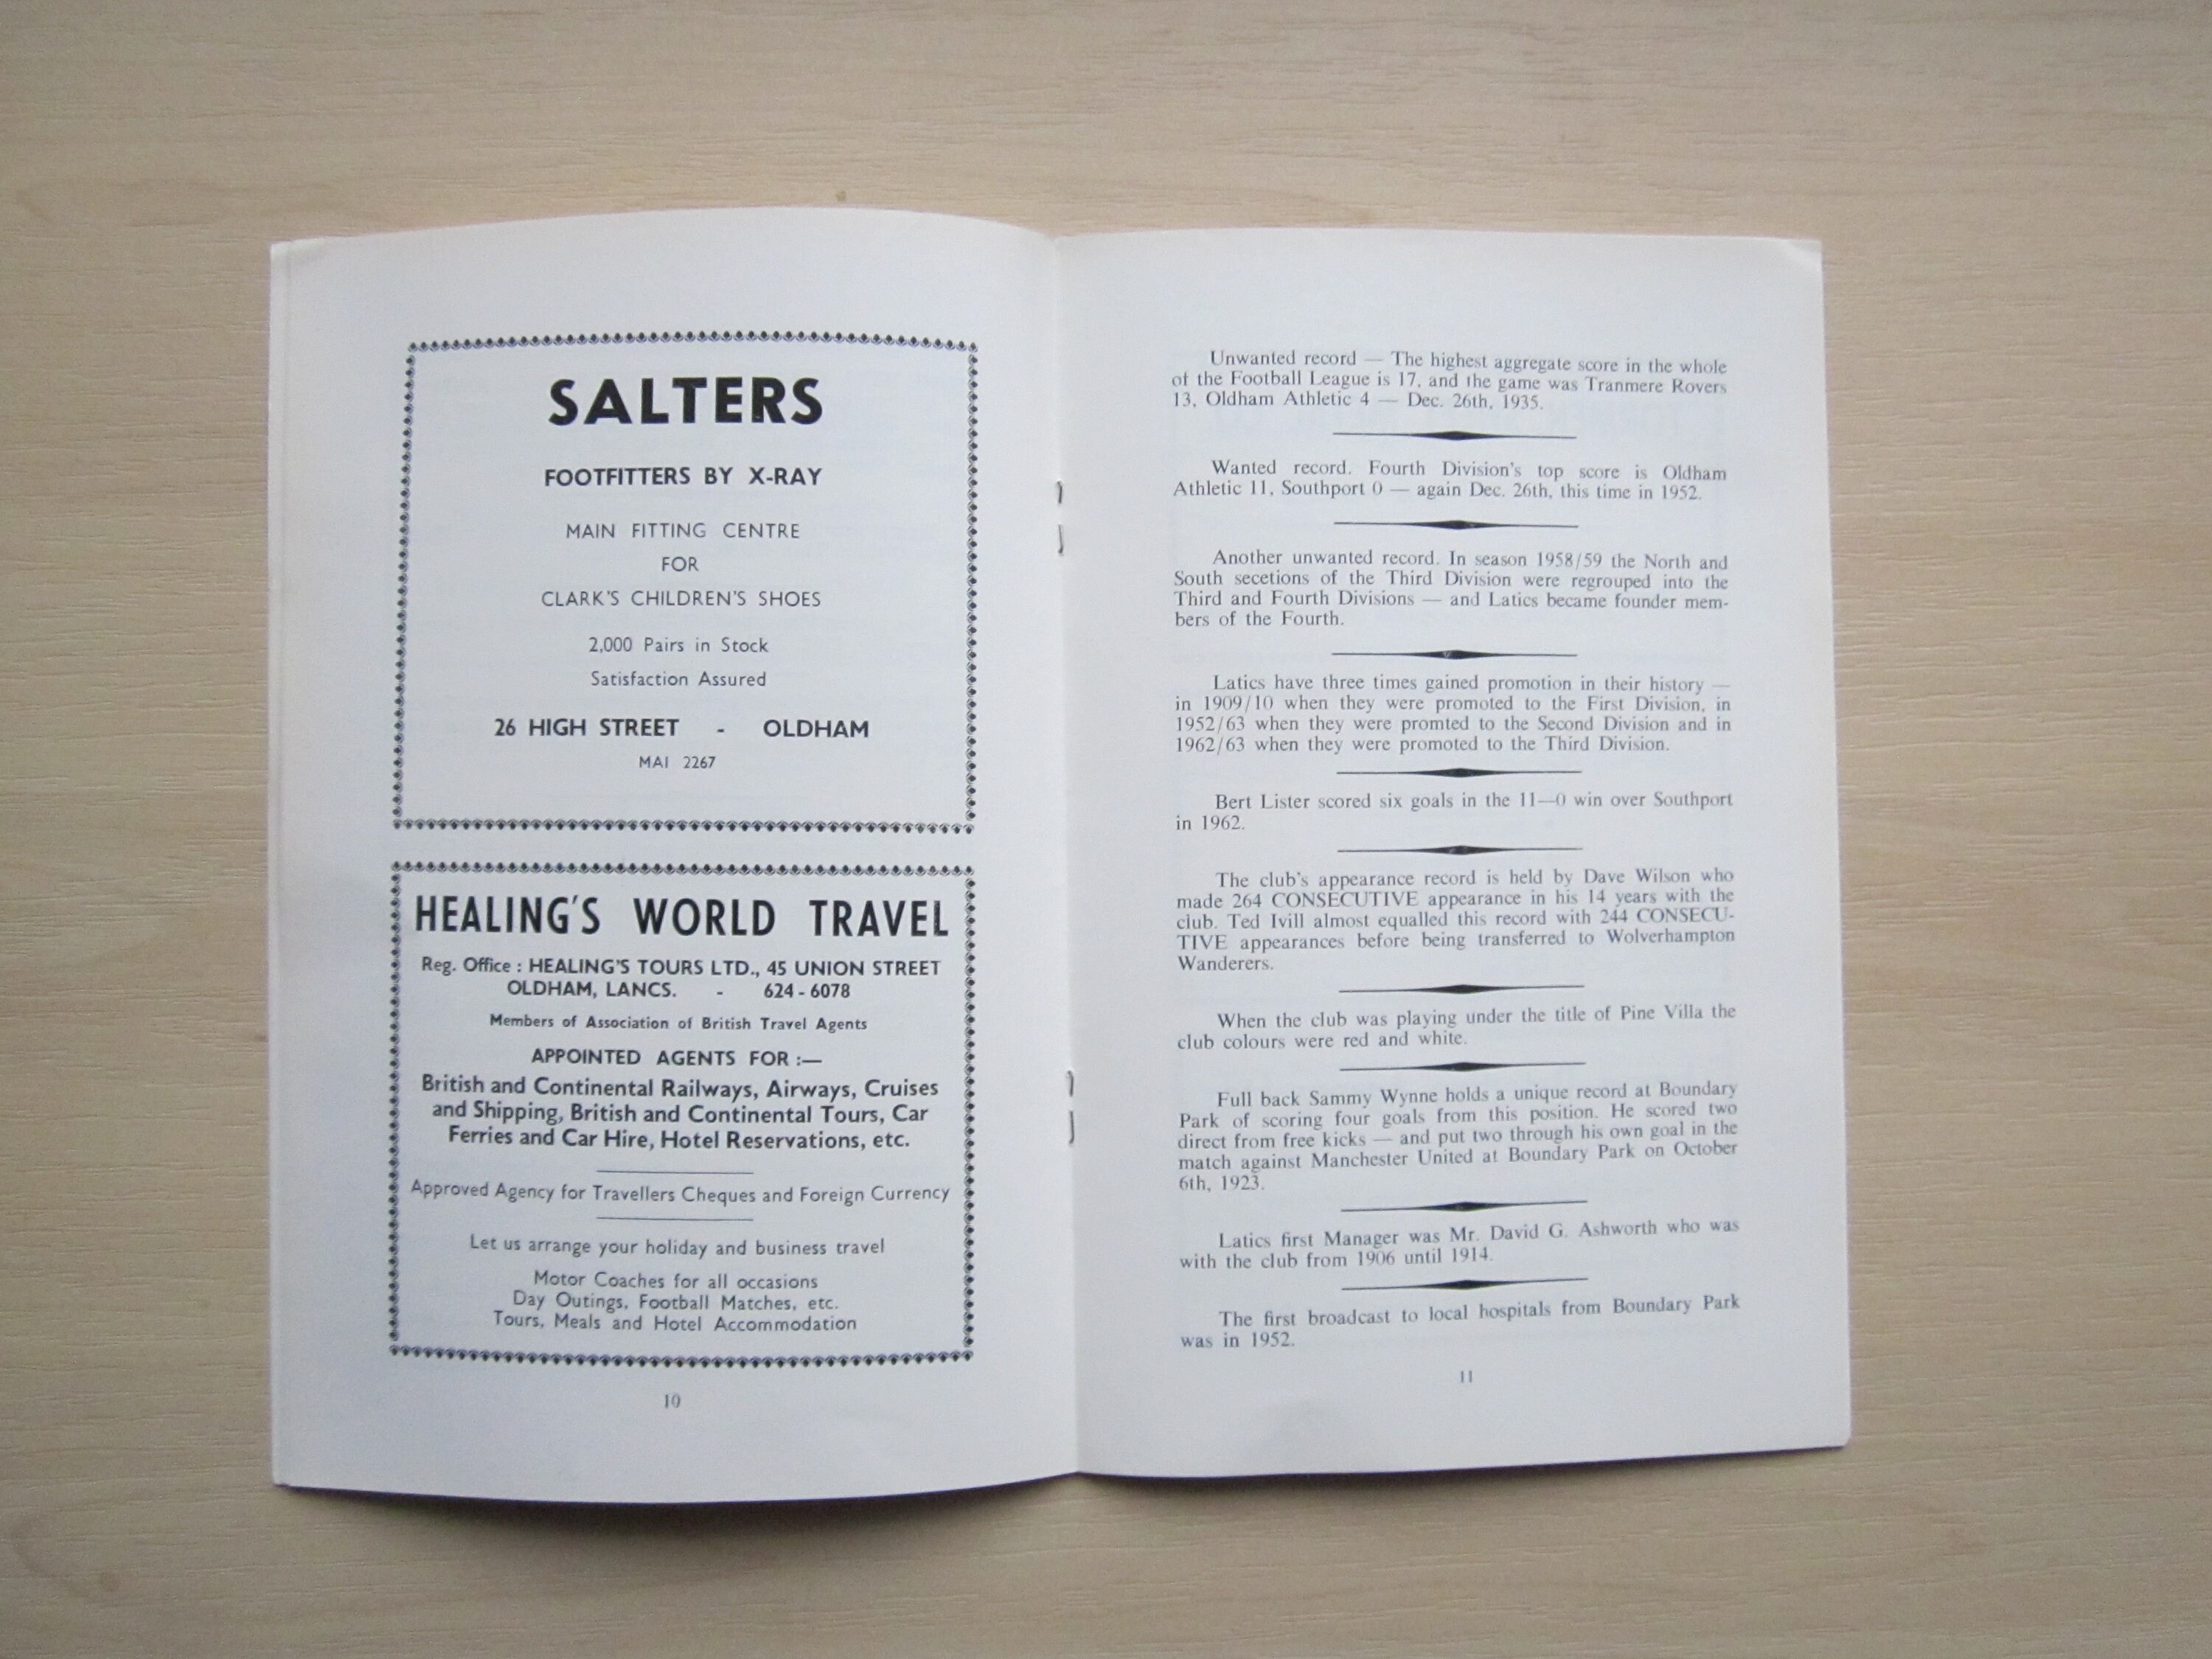 SALTERS
FOOTFITTERS BY X-RAY
MAIN FITTING CENTRE
FOR
CLARK'S CHILDREN'S SHOES
2,000 Pairs in Stock
Satisfaction Assured
26 HIGH STREET - OLDHAM
MAI 2267
HEALING'S WORLD TRAVEL
Reg. Office : HEALING'S TOURS LTD., 45 UNION STREET
OLDHAM, LANCS. - 624-6078
Members of Association of British Travel Agents
APPOINTED AGENTS FOR :—
British and Continental Railways, Airways, Cruises
and Shipping, British and Continental Tours, Car
Ferries and Car Hire, Hotel Reservations, etc.
Approved Agency for Travellers Cheques and Foreign Currency
Let us arrange your holiday and business travel
Motor Coaches for all occasions
Day Outings, Football Matches, etc.
Tours, Meals and Hotel Accommodation
10
Unwanted record — The highest aggregate score in the whole
of the Football League is 17, and the game was Tranmere Rovers
13, Oldham Athletic 4 — Dec. 26th, 1935.
Wanted record. Fourth Division's top score is Oldham
Athletic 11, Southport 0 — again Dec. 26th, this time in 1952.
Another unwanted record. In season 1958/59 the North and
South secetions of the Third Division were regrouped into the
Third and Fourth Divisions — and Latics became founder mem-
bers of the Fourth.
Latics have three times gained promotion in their history —
in 1909/10 when they were promoted to the First Division, in
1952/63 when they were promted to the Second Division and in
1962/63 when they were promoted to the Third Division.
Bert Lister scored six goals in the 11—0 win over Southport
in 1962.
The club's appearance record is held by Dave Wilson who
made 264 CONSECUTIVE appearance in his 14 years with the
club. Ted Ivill almost equalled this record with 244 CONSECU-
TIVE appearances before being transferred to Wolverhampton
Wanderers.
When the club was playing under the title of Pine Villa the
club colours were red and white.
Full back Sammy Wynne holds a unique record at Boundary
Park of scoring four goals from this position. He scored two
direct from free kicks — and put two through his own goal in the
match against Manchester United at Boundary Park on October
6th, 1923.
Latics first Manager was Mr. David G. Ashworth who was
with the club from 1906 until 1914.
The first broadcast to local hospitals from Boundary Park
was in 1952.
11